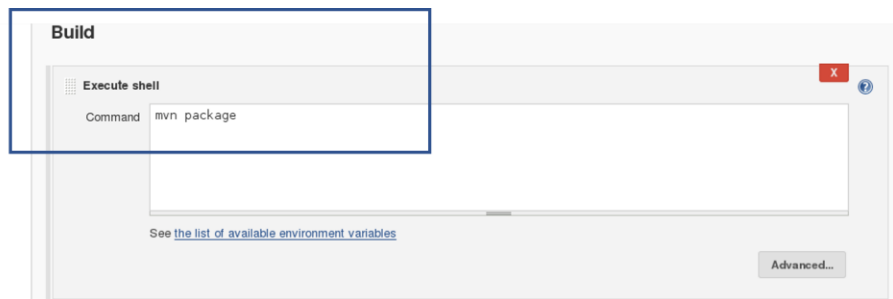 Build
Execute shell
X
Command
mvn package
See the list of available environment variables
Advanced...